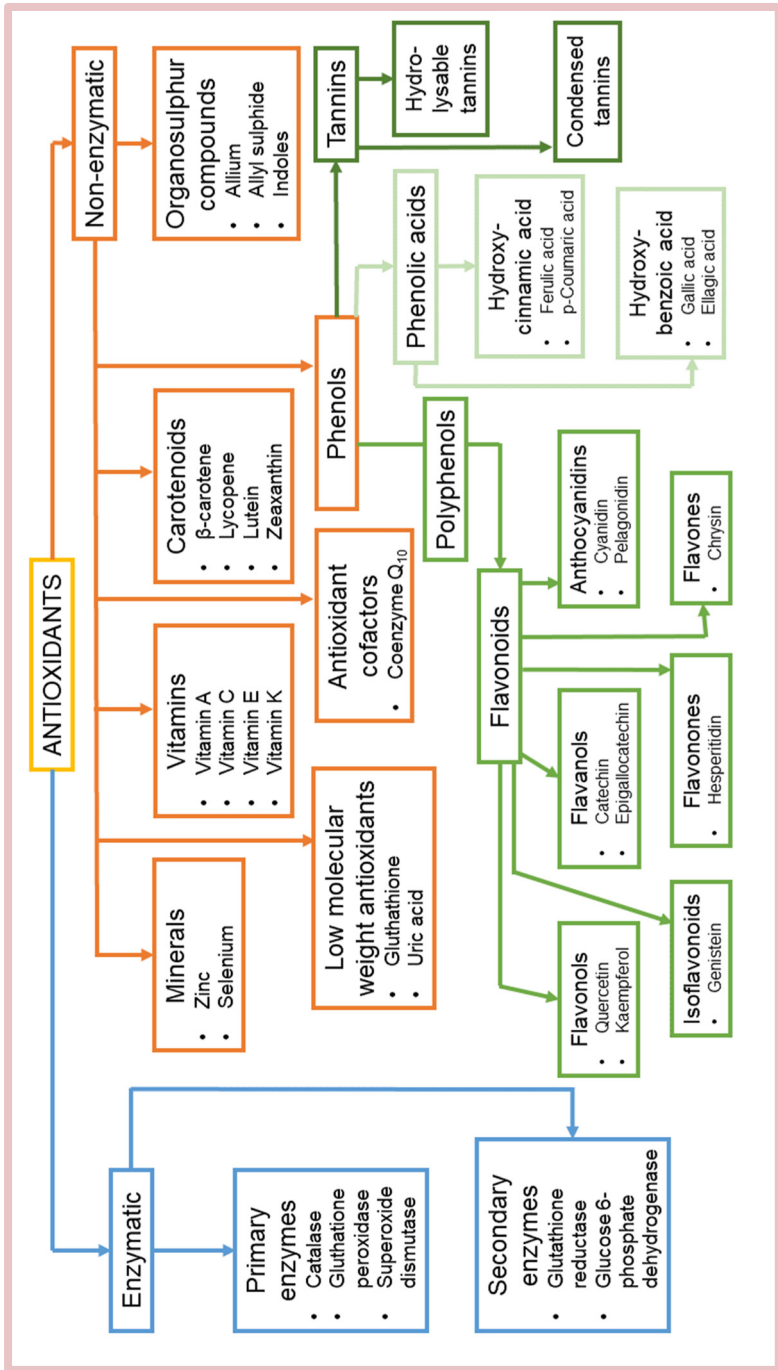 ANTIOXIDANTS
Enzymatic
Primary
enzymes
• Catalase
• Gluthatione
peroxidase
• Superoxide
dismutase
Secondary
enzymes
• Glutathione
reductase
• Glucose 6-
phosphate
dehydrogenase
Non-enzymatic
Minerals
• Zinc
• Selenium
Vitamins
• Vitamin A
• Vitamin C
• Vitamin E
• Vitamin K
Carotenoids
• β-carotene
• Lycopene
• Lutein
• Zeaxanthin
Organosulphur
compounds
• Allium
• Allyl sulphide
• Indoles
Low molecular
weight antioxidants
• Gluthathione
• Uric acid
Antioxidant
cofactors
• Coenzyme Q₁₀
Phenols
Tannins
Hydro-
lysable
tannins
Condensed
tannins
Phenolic acids
Hydroxy-
cinnamic acid
• Ferulic acid
• p-Coumaric acid
Hydroxy-
benzoic acid
• Gallic acid
• Ellagic acid
Polyphenols
Flavonoids
Flavonols
• Quercetin
• Kaempferol
Flavanols
• Catechin
• Epigallocatechin
Anthocyanidins
• Cyanidin
• Pelagonidin
Isoflavonoids
• Genistein
Flavonones
• Hesperitidin
Flavones
• Chrysin